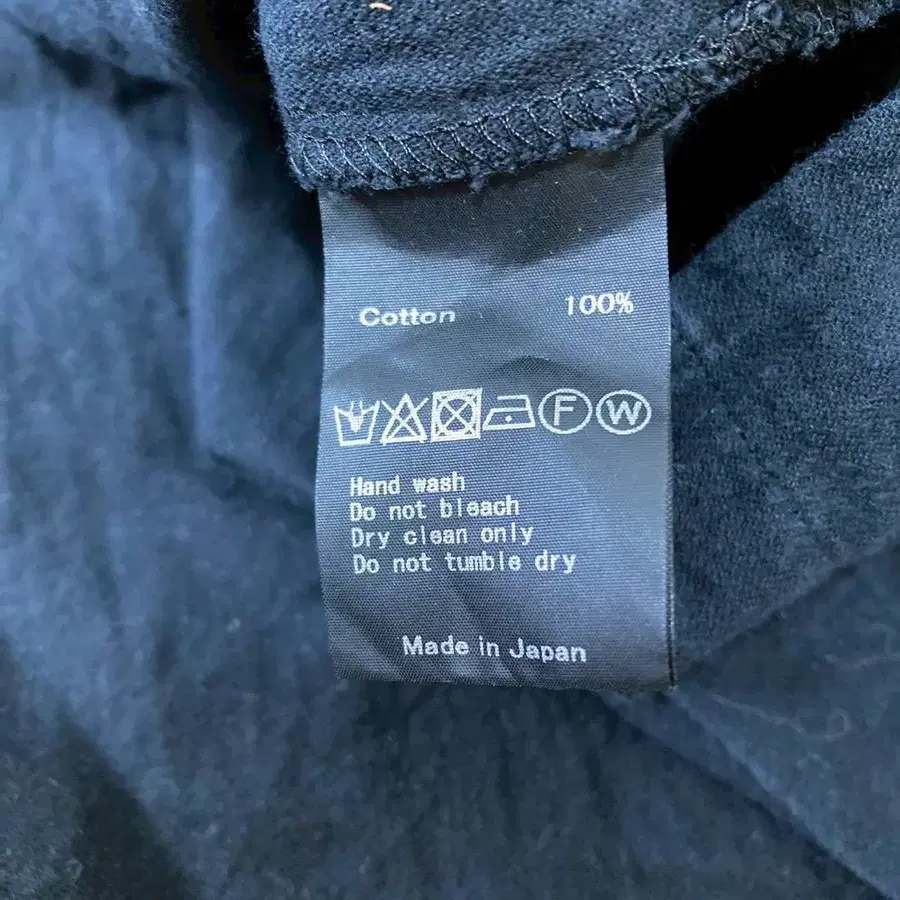 Cotton 100%
F W
Hand wash
Do not bleach
Dry clean only
Do not tumble dry
Made in Japan